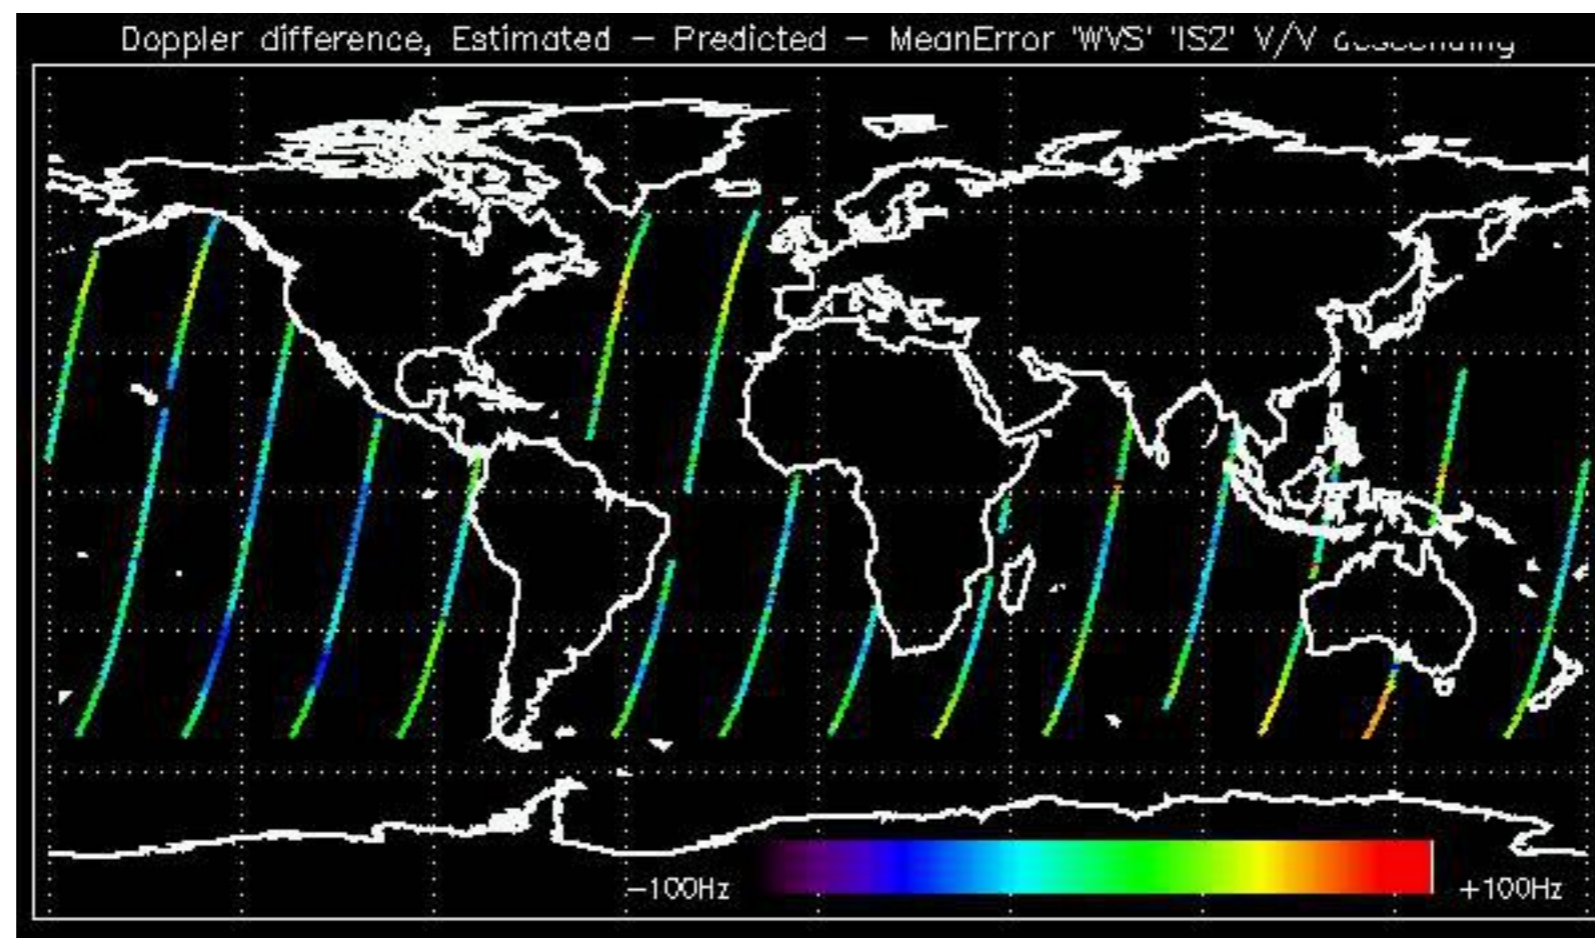 Doppler difference, Estimated — Predicted — MeanError 'WVS' 'IS2' V/V
—100Hz
+100Hz